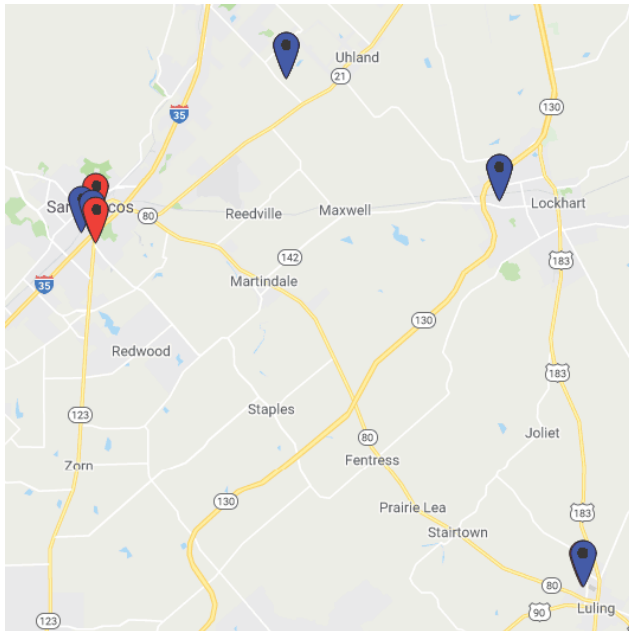 Uhland
21
130
35
San Marcos
80
Reedville
Maxwell
Lockhart
142
183
Martindale
35
130
Redwood
183
123
Staples
80
Joliet
Fentress
Zorn
130
Prairie Lea
183
Stairtown
80
90
Luling
123